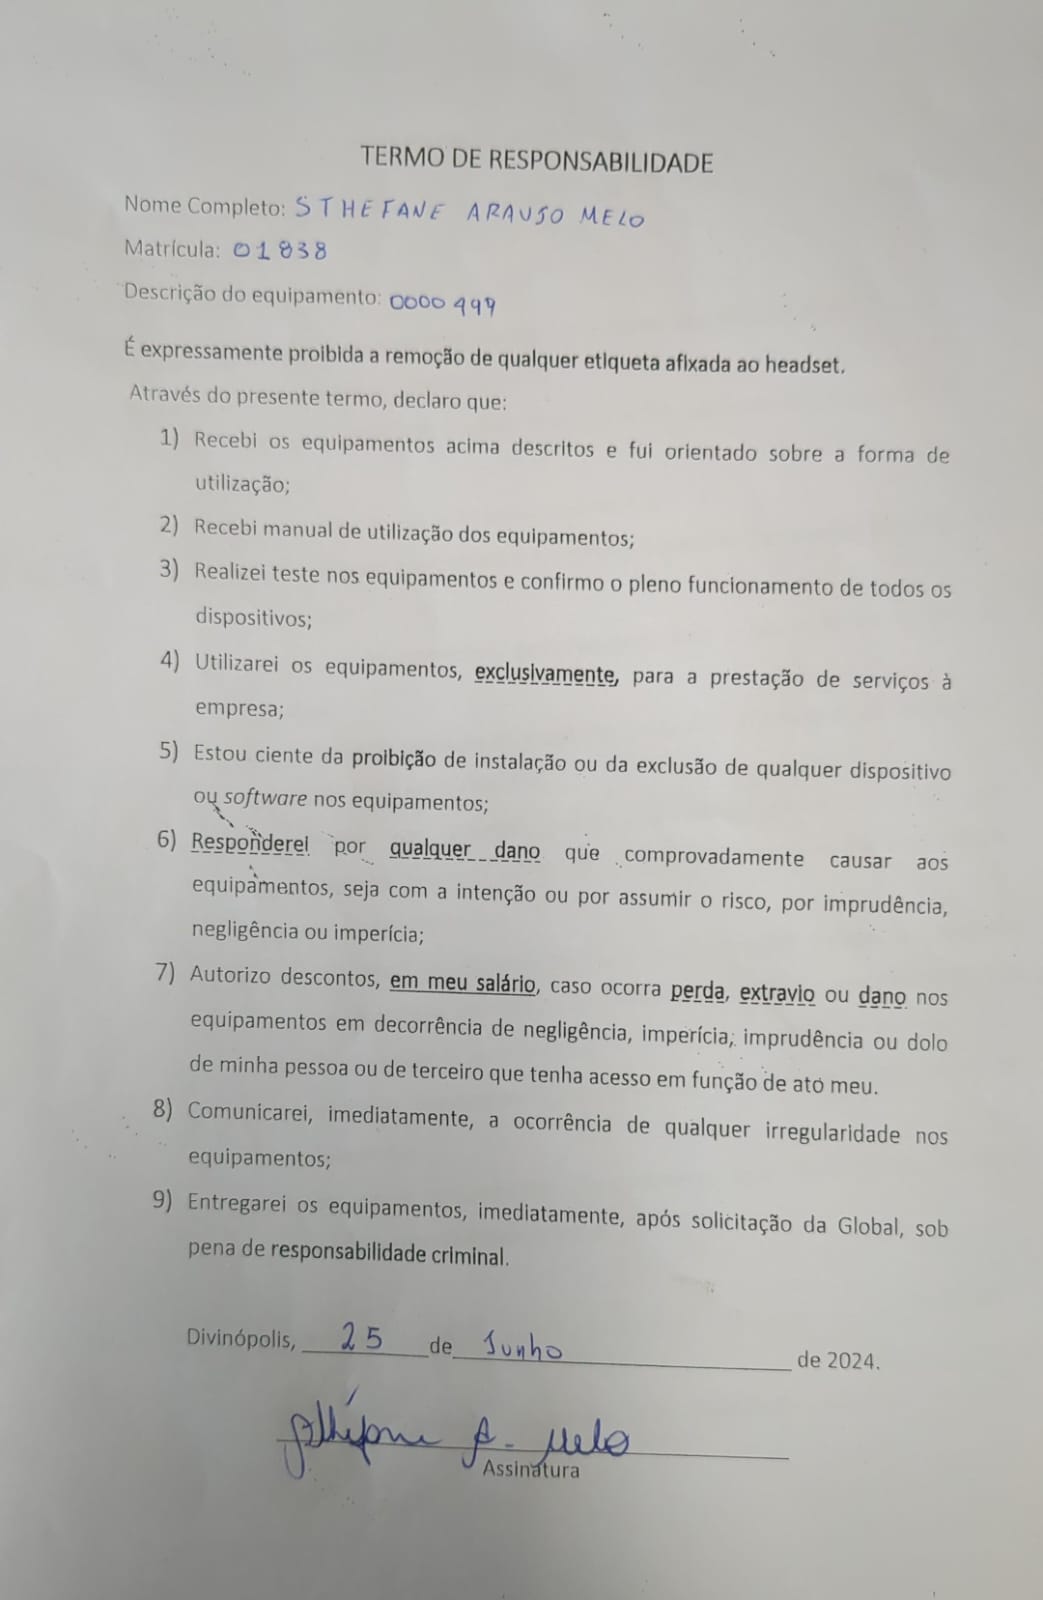 TERMO DE RESPONSABILIDADE
Nome Completo: STHEFANE ARAUJO MELO
Matrícula: 01838
Descrição do equipamento: 0000499
É expressamente proibida a remoção de qualquer etiqueta afixada ao headset.
Através do presente termo, declaro que:
1) Recebi os equipamentos acima descritos e fui orientado sobre a forma de
utilização;
2) Recebi manual de utilização dos equipamentos;
3) Realizei teste nos equipamentos e confirmo o pleno funcionamento de todos os
dispositivos;
4) Utilizarei os equipamentos, exclusivamente, para a prestação de serviços à
empresa;
5) Estou ciente da proibição de instalação ou da exclusão de qualquer dispositivo
ou software nos equipamentos;
6) Responderei por qualquer dano que comprovadamente causar aos
equipamentos, seja com a intenção ou por assumir o risco, por imprudência,
negligência ou imperícia;
7) Autorizo descontos, em meu salário, caso ocorra perda, extravio ou dano nos
equipamentos em decorrência de negligência, imperícia, imprudência ou dolo
de minha pessoa ou de terceiro que tenha acesso em função de ato meu.
8) Comunicarei, imediatamente, a ocorrência de qualquer irregularidade nos
equipamentos;
9) Entregarei os equipamentos, imediatamente, após solicitação da Global, sob
pena de responsabilidade criminal.
Divinópolis, 25 de Junho de 2024.
Sthéfane A. Melo
Assinatura